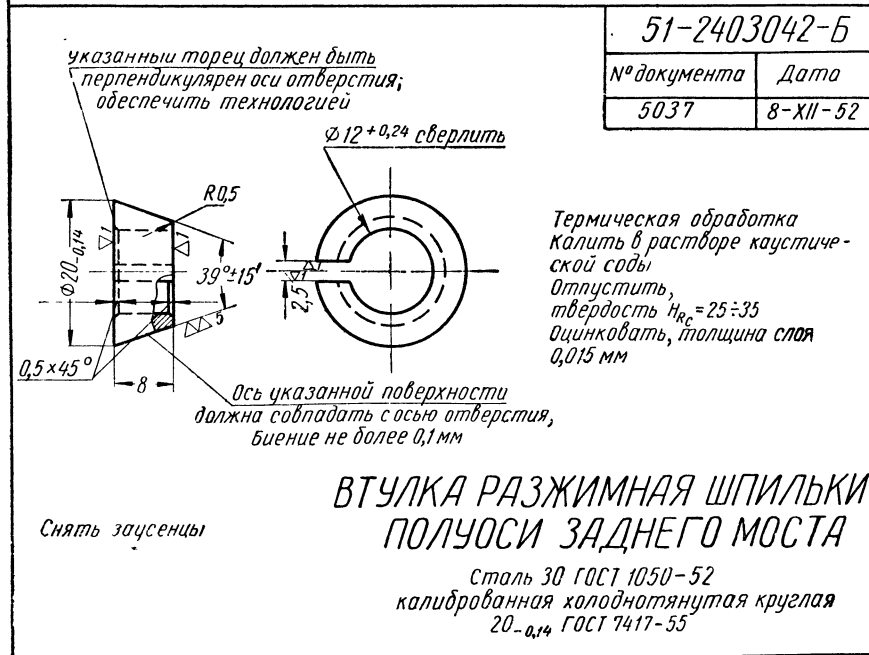 51-2403042-Б
№ документа Дата
5037 8-XII-52
указанный торец должен быть
перпендикулярен оси отверстия;
обеспечить технологией
Ф12+0,24 сверлить
R0,5
1
1
Ф20-0,14
39°±15'
2,5
5
0,5×45°
8
Термическая обработка
Калить в растворе каустиче-
ской соды
Отпустить,
твердость HRC=25÷35
Оцинковать, толщина слоя
0,015 мм
Ось указанной поверхности
должна совпадать с осью отверстия,
биение не более 0,1мм
Снять заусенцы
ВТУЛКА РАЗЖИМНАЯ ШПИЛЬКИ
ПОЛУОСИ ЗАДНЕГО МОСТА
Сталь 30 ГОСТ 1050-52
калиброванная холоднотянутая круглая
20-0,14 ГОСТ 7417-55